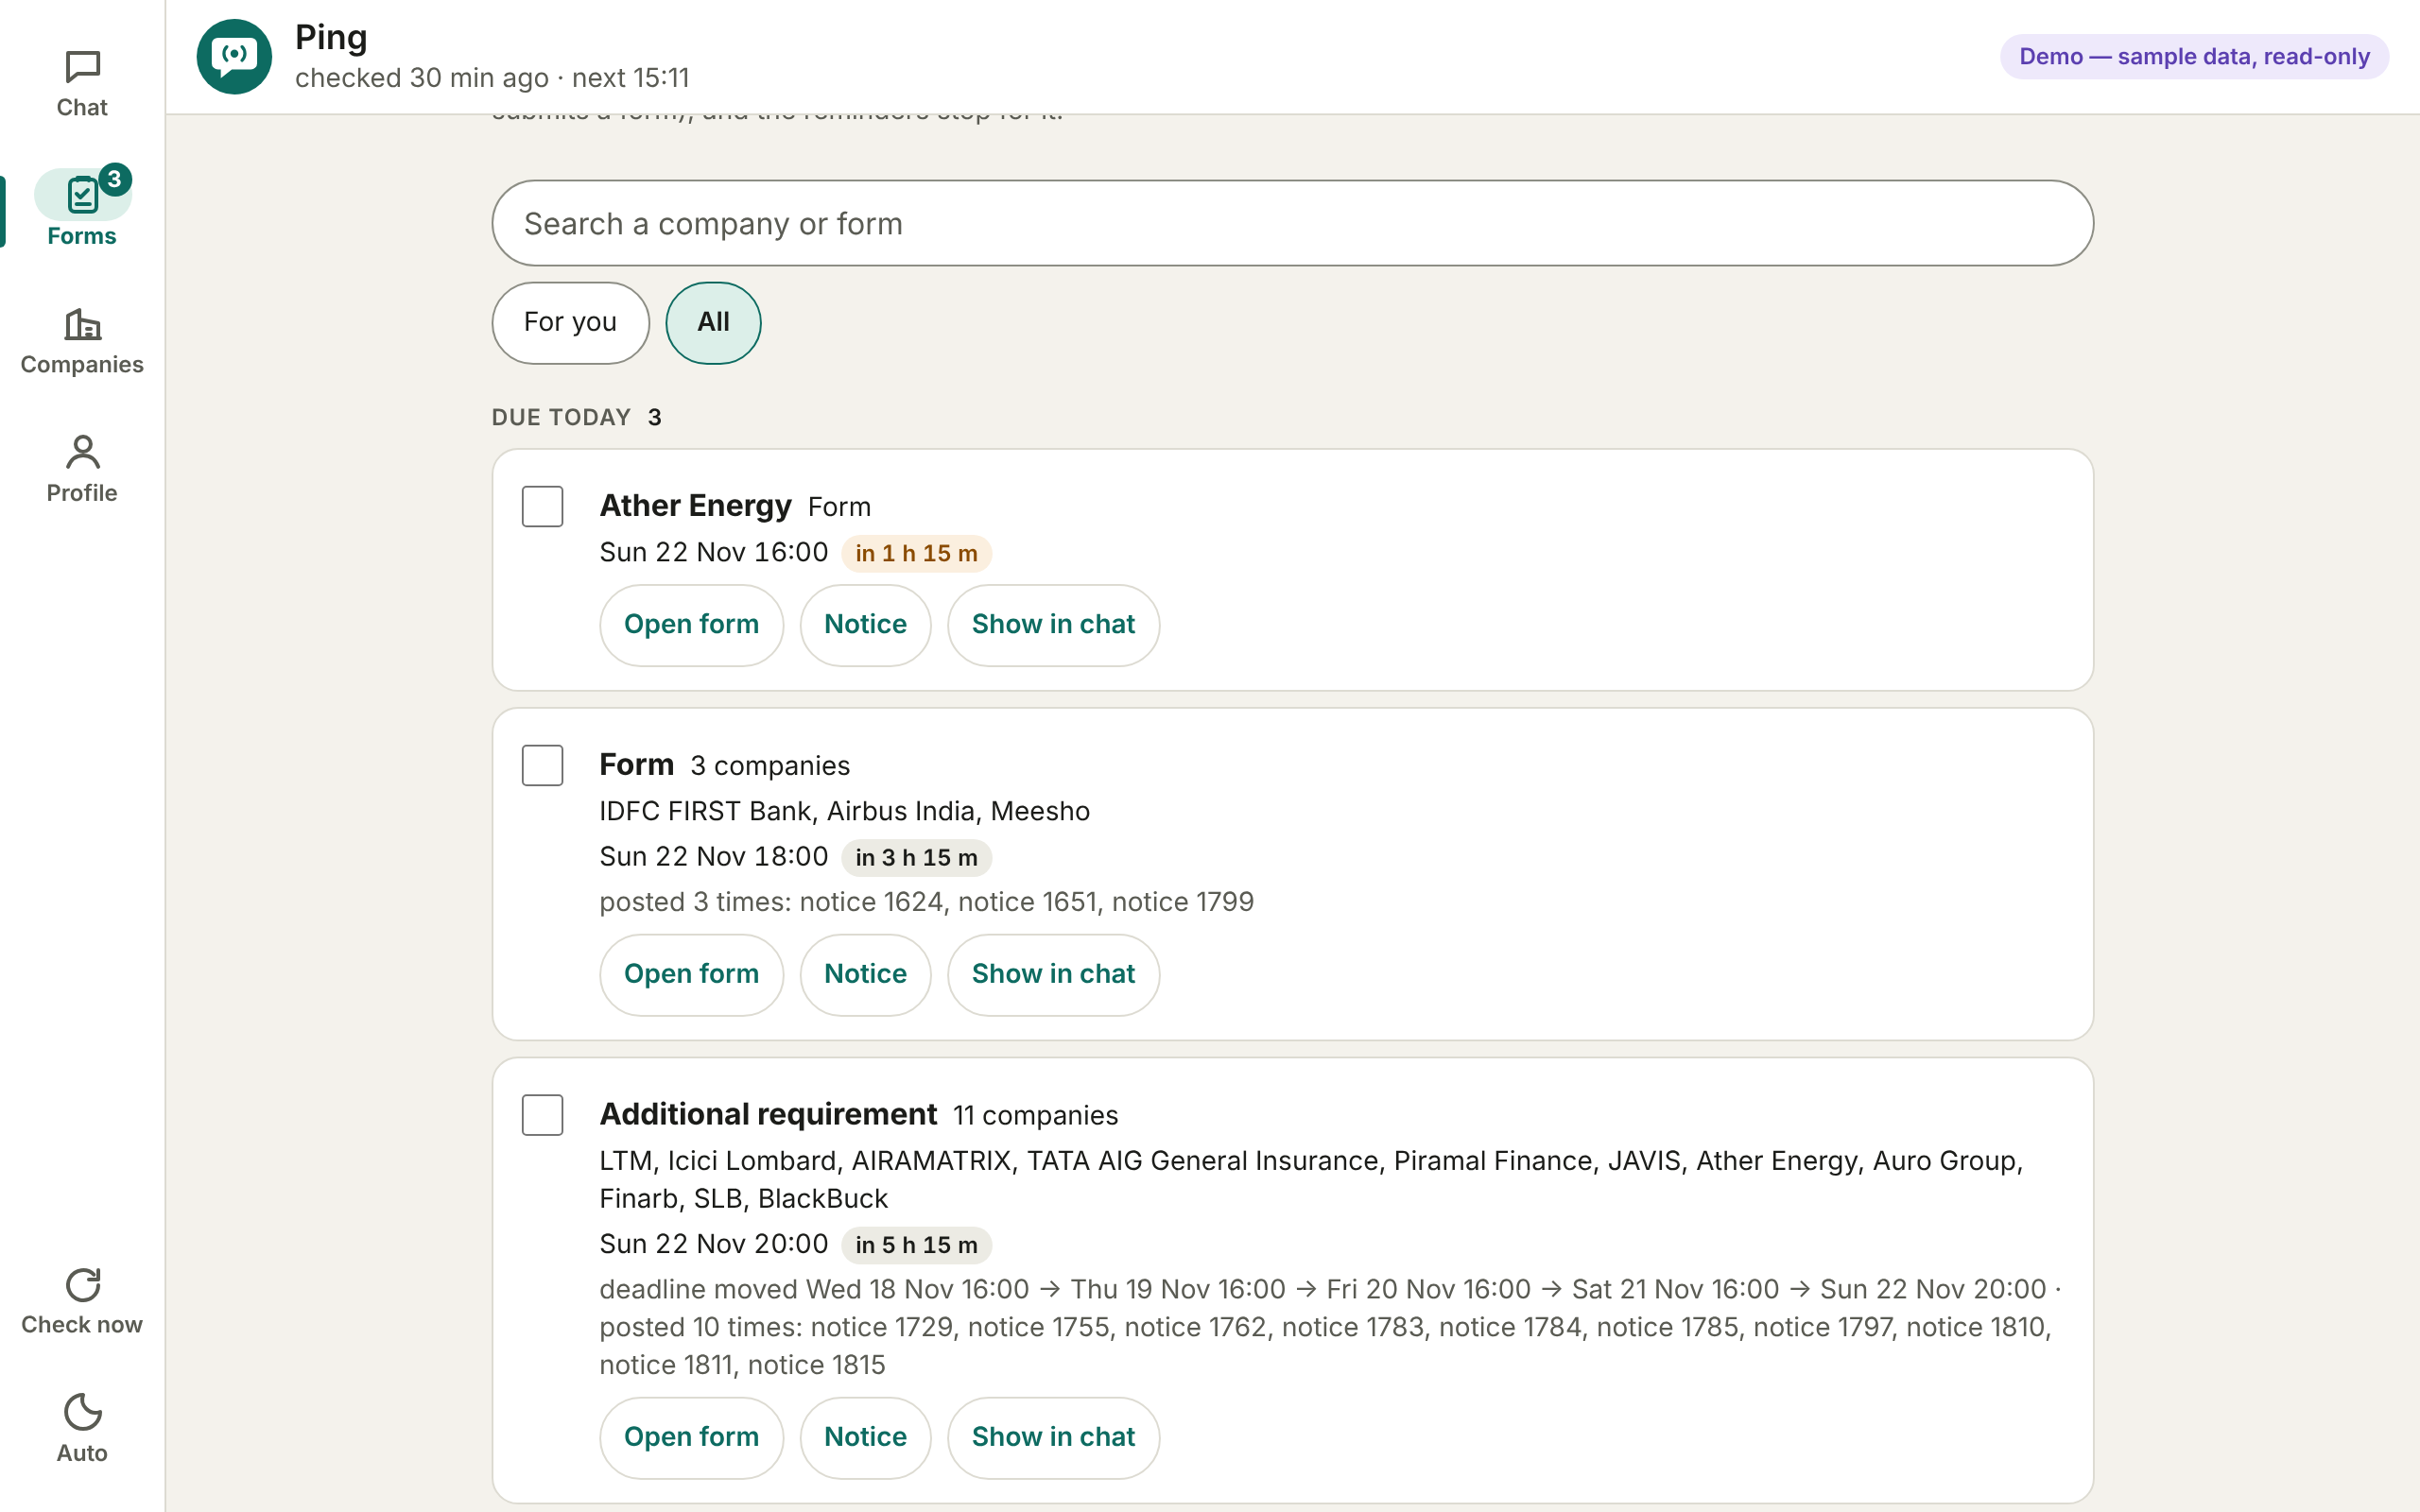 Chat
3
Forms
Companies
Profile
Check now
Auto
Ping
checked 30 min ago · next 15:11
Demo — sample data, read-only
submits a form), and the reminders stop for it.
Search a company or form
For you
All
DUE TODAY 3
Ather Energy Form
Sun 22 Nov 16:00 in 1 h 15 m
Open form Notice Show in chat
Form 3 companies
IDFC FIRST Bank, Airbus India, Meesho
Sun 22 Nov 18:00 in 3 h 15 m
posted 3 times: notice 1624, notice 1651, notice 1799
Open form Notice Show in chat
Additional requirement 11 companies
LTM, Icici Lombard, AIRAMATRIX, TATA AIG General Insurance, Piramal Finance, JAVIS, Ather Energy, Auro Group,
Finarb, SLB, BlackBuck
Sun 22 Nov 20:00 in 5 h 15 m
deadline moved Wed 18 Nov 16:00 → Thu 19 Nov 16:00 → Fri 20 Nov 16:00 → Sat 21 Nov 16:00 → Sun 22 Nov 20:00 ·
posted 10 times: notice 1729, notice 1755, notice 1762, notice 1783, notice 1784, notice 1785, notice 1797, notice 1810,
notice 1811, notice 1815
Open form Notice Show in chat